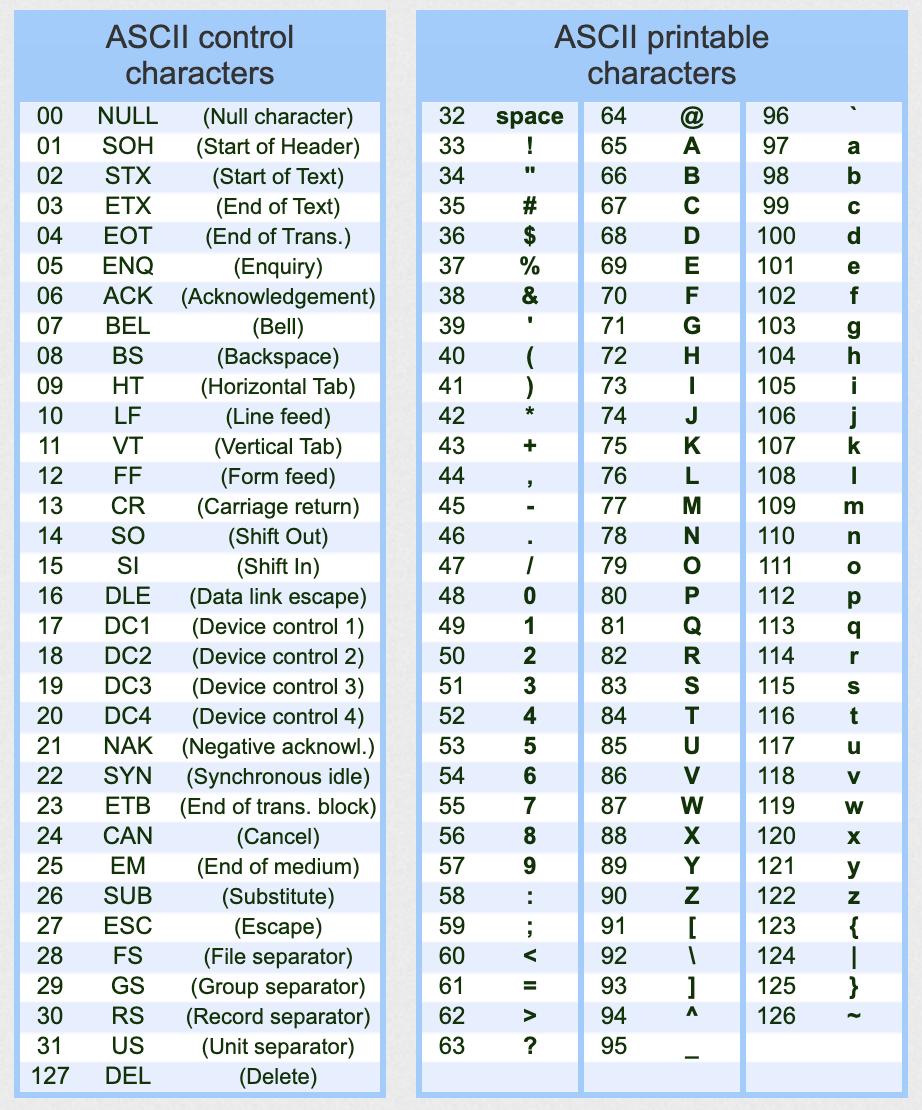 ASCII control
characters
00 NULL (Null character)
01 SOH (Start of Header)
02 STX (Start of Text)
03 ETX (End of Text)
04 EOT (End of Trans.)
05 ENQ (Enquiry)
06 ACK (Acknowledgement)
07 BEL (Bell)
08 BS (Backspace)
09 HT (Horizontal Tab)
10 LF (Line feed)
11 VT (Vertical Tab)
12 FF (Form feed)
13 CR (Carriage return)
14 SO (Shift Out)
15 SI (Shift In)
16 DLE (Data link escape)
17 DC1 (Device control 1)
18 DC2 (Device control 2)
19 DC3 (Device control 3)
20 DC4 (Device control 4)
21 NAK (Negative acknowl.)
22 SYN (Synchronous idle)
23 ETB (End of trans. block)
24 CAN (Cancel)
25 EM (End of medium)
26 SUB (Substitute)
27 ESC (Escape)
28 FS (File separator)
29 GS (Group separator)
30 RS (Record separator)
31 US (Unit separator)
127 DEL (Delete)
ASCII printable
characters
32 space 64 @ 96 `
33 ! 65 A 97 a
34 " 66 B 98 b
35 # 67 C 99 c
36 $ 68 D 100 d
37 % 69 E 101 e
38 & 70 F 102 f
39 ' 71 G 103 g
40 ( 72 H 104 h
41 ) 73 I 105 i
42 * 74 J 106 j
43 + 75 K 107 k
44 , 76 L 108 l
45 - 77 M 109 m
46 . 78 N 110 n
47 / 79 O 111 o
48 0 80 P 112 p
49 1 81 Q 113 q
50 2 82 R 114 r
51 3 83 S 115 s
52 4 84 T 116 t
53 5 85 U 117 u
54 6 86 V 118 v
55 7 87 W 119 w
56 8 88 X 120 x
57 9 89 Y 121 y
58 : 90 Z 122 z
59 ; 91 [ 123 {
60 < 92 \ 124 |
61 = 93 ] 125 }
62 > 94 ^ 126 ~
63 ? 95 _